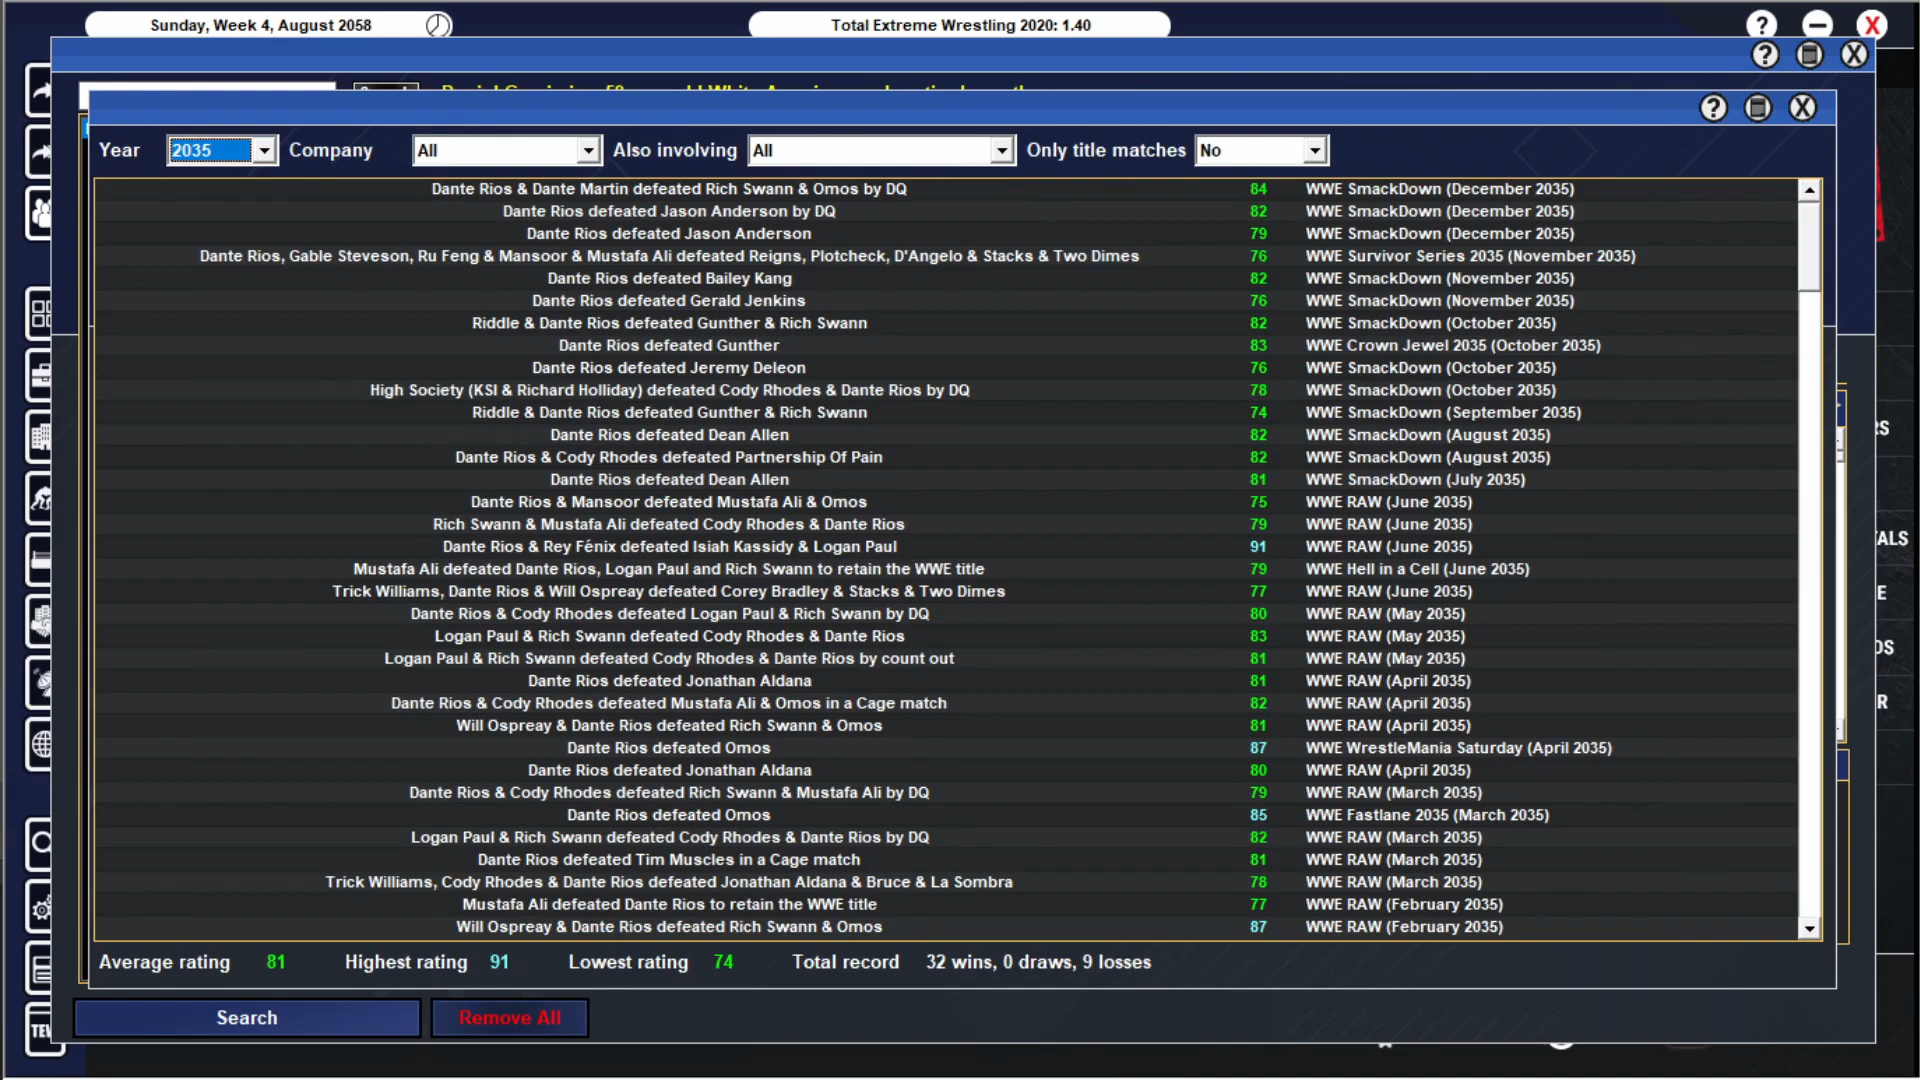 Sunday, Week 4, August 2058
Total Extreme Wrestling 2020: 1.40
Year 2035 Company All Also involving All Only title matches No
Dante Rios & Dante Martin defeated Rich Swann & Omos by DQ 84 WWE SmackDown (December 2035)
Dante Rios defeated Jason Anderson by DQ 82 WWE SmackDown (December 2035)
Dante Rios defeated Jason Anderson 79 WWE SmackDown (December 2035)
Dante Rios, Gable Steveson, Ru Feng & Mansoor & Mustafa Ali defeated Reigns, Plotcheck, D'Angelo & Stacks & Two Dimes 76 WWE Survivor Series 2035 (November 2035)
Dante Rios defeated Bailey Kang 82 WWE SmackDown (November 2035)
Dante Rios defeated Gerald Jenkins 76 WWE SmackDown (November 2035)
Riddle & Dante Rios defeated Gunther & Rich Swann 82 WWE SmackDown (October 2035)
Dante Rios defeated Gunther 83 WWE Crown Jewel 2035 (October 2035)
Dante Rios defeated Jeremy Deleon 76 WWE SmackDown (October 2035)
High Society (KSI & Richard Holliday) defeated Cody Rhodes & Dante Rios by DQ 78 WWE SmackDown (October 2035)
Riddle & Dante Rios defeated Gunther & Rich Swann 74 WWE SmackDown (September 2035)
Dante Rios defeated Dean Allen 82 WWE SmackDown (August 2035)
Dante Rios & Cody Rhodes defeated Partnership Of Pain 82 WWE SmackDown (August 2035)
Dante Rios defeated Dean Allen 81 WWE SmackDown (July 2035)
Dante Rios & Mansoor defeated Mustafa Ali & Omos 75 WWE RAW (June 2035)
Rich Swann & Mustafa Ali defeated Cody Rhodes & Dante Rios 79 WWE RAW (June 2035)
Dante Rios & Rey Fénix defeated Isiah Kassidy & Logan Paul 91 WWE RAW (June 2035)
Mustafa Ali defeated Dante Rios, Logan Paul and Rich Swann to retain the WWE title 79 WWE Hell in a Cell (June 2035)
Trick Williams, Dante Rios & Will Ospreay defeated Corey Bradley & Stacks & Two Dimes 77 WWE RAW (June 2035)
Dante Rios & Cody Rhodes defeated Logan Paul & Rich Swann by DQ 80 WWE RAW (May 2035)
Logan Paul & Rich Swann defeated Cody Rhodes & Dante Rios 83 WWE RAW (May 2035)
Logan Paul & Rich Swann defeated Cody Rhodes & Dante Rios by count out 81 WWE RAW (May 2035)
Dante Rios defeated Jonathan Aldana 81 WWE RAW (April 2035)
Dante Rios & Cody Rhodes defeated Mustafa Ali & Omos in a Cage match 82 WWE RAW (April 2035)
Will Ospreay & Dante Rios defeated Rich Swann & Omos 81 WWE RAW (April 2035)
Dante Rios defeated Omos 87 WWE WrestleMania Saturday (April 2035)
Dante Rios defeated Jonathan Aldana 80 WWE RAW (April 2035)
Dante Rios & Cody Rhodes defeated Rich Swann & Mustafa Ali by DQ 79 WWE RAW (March 2035)
Dante Rios defeated Omos 85 WWE Fastlane 2035 (March 2035)
Logan Paul & Rich Swann defeated Cody Rhodes & Dante Rios by DQ 82 WWE RAW (March 2035)
Dante Rios defeated Tim Muscles in a Cage match 81 WWE RAW (March 2035)
Trick Williams, Cody Rhodes & Dante Rios defeated Jonathan Aldana & Bruce & La Sombra 78 WWE RAW (March 2035)
Mustafa Ali defeated Dante Rios to retain the WWE title 77 WWE RAW (February 2035)
Will Ospreay & Dante Rios defeated Rich Swann & Omos 87 WWE RAW (February 2035)
Average rating 81 Highest rating 91 Lowest rating 74 Total record 32 wins, 0 draws, 9 losses
Search Remove All